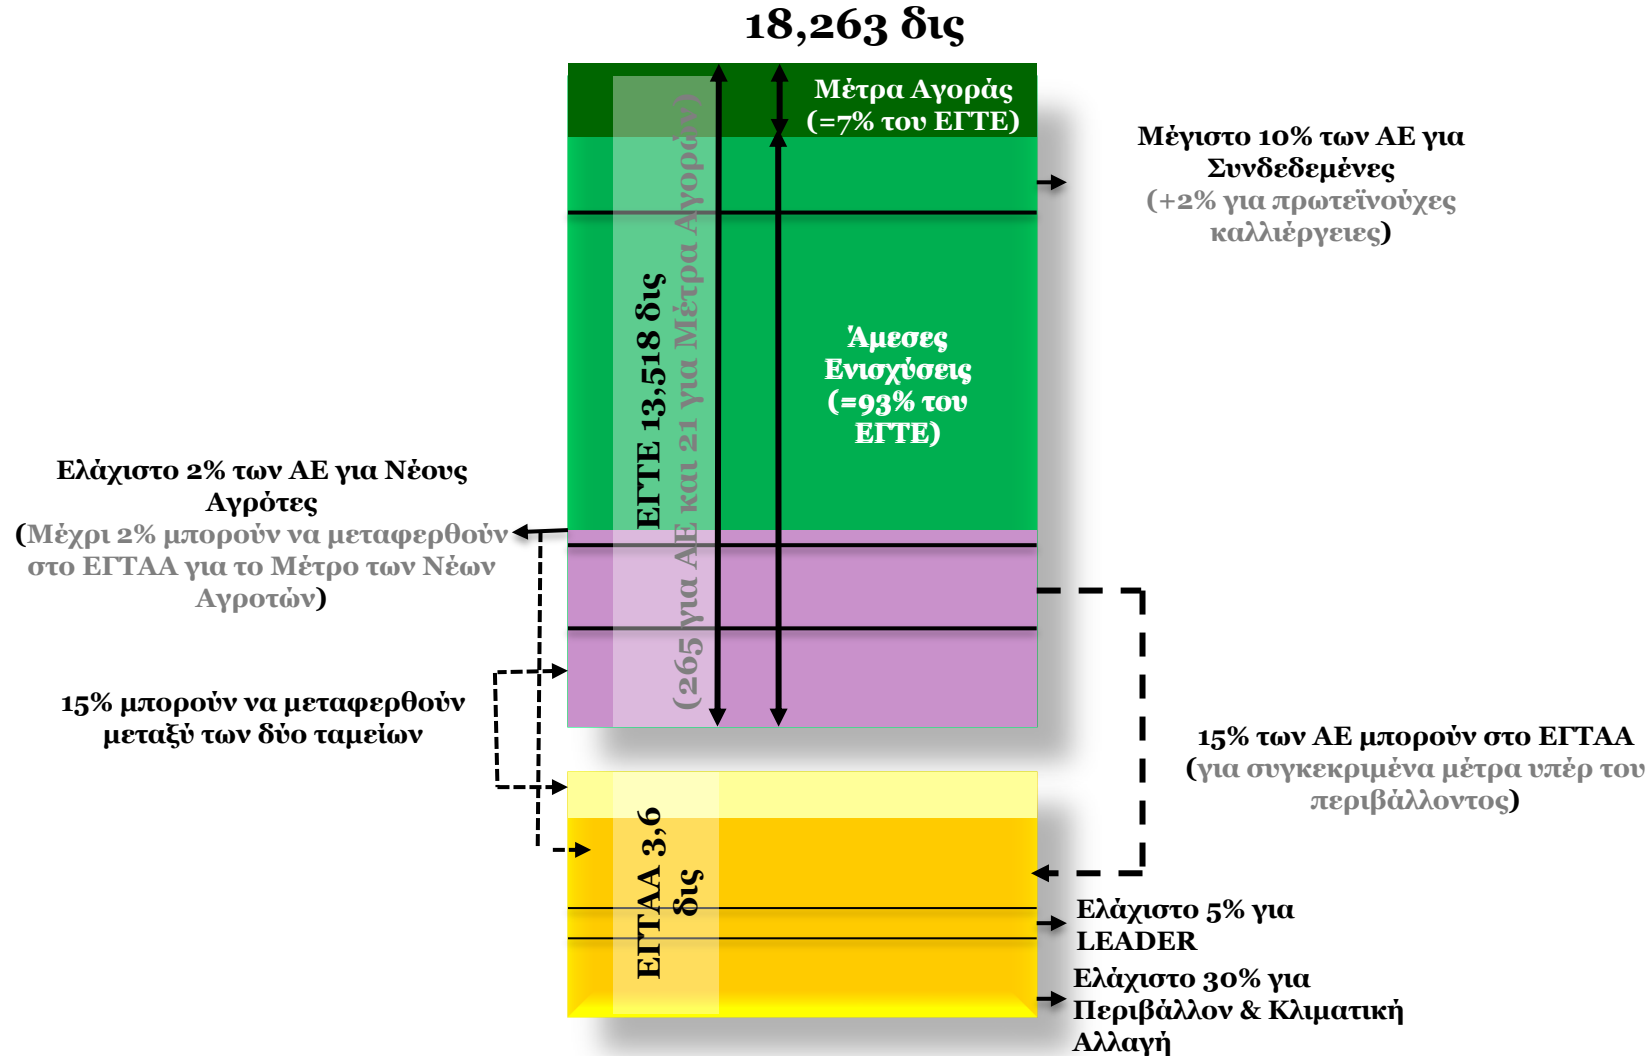 18,263 δις
Μέτρα Αγοράς
(=7% του ΕΓΤΕ)
Μέγιστο 10% των ΑΕ για
Συνδεδεμένες
(+2% για πρωτεϊνούχες
καλλιέργειες)
ΕΓΤΕ 13,518 δις
(265 για ΑΕ και 21 για Μέτρα Αγορών)
Άμεσες
Ενισχύσεις
(=93% του
ΕΓΤΕ)
Ελάχιστο 2% των ΑΕ για Νέους
Αγρότες
(Μέχρι 2% μπορούν να μεταφερθούν
στο ΕΓΤΑΑ για το Μέτρο των Νέων
Αγροτών)
15% μπορούν να μεταφερθούν
μεταξύ των δύο ταμείων
15% των ΑΕ μπορούν στο ΕΓΤΑΑ
(για συγκεκριμένα μέτρα υπέρ του
περιβάλλοντος)
ΕΓΤΑΑ 3,6
δις
Ελάχιστο 5% για
LEADER
Ελάχιστο 30% για
Περιβάλλον & Κλιματική
Αλλαγή